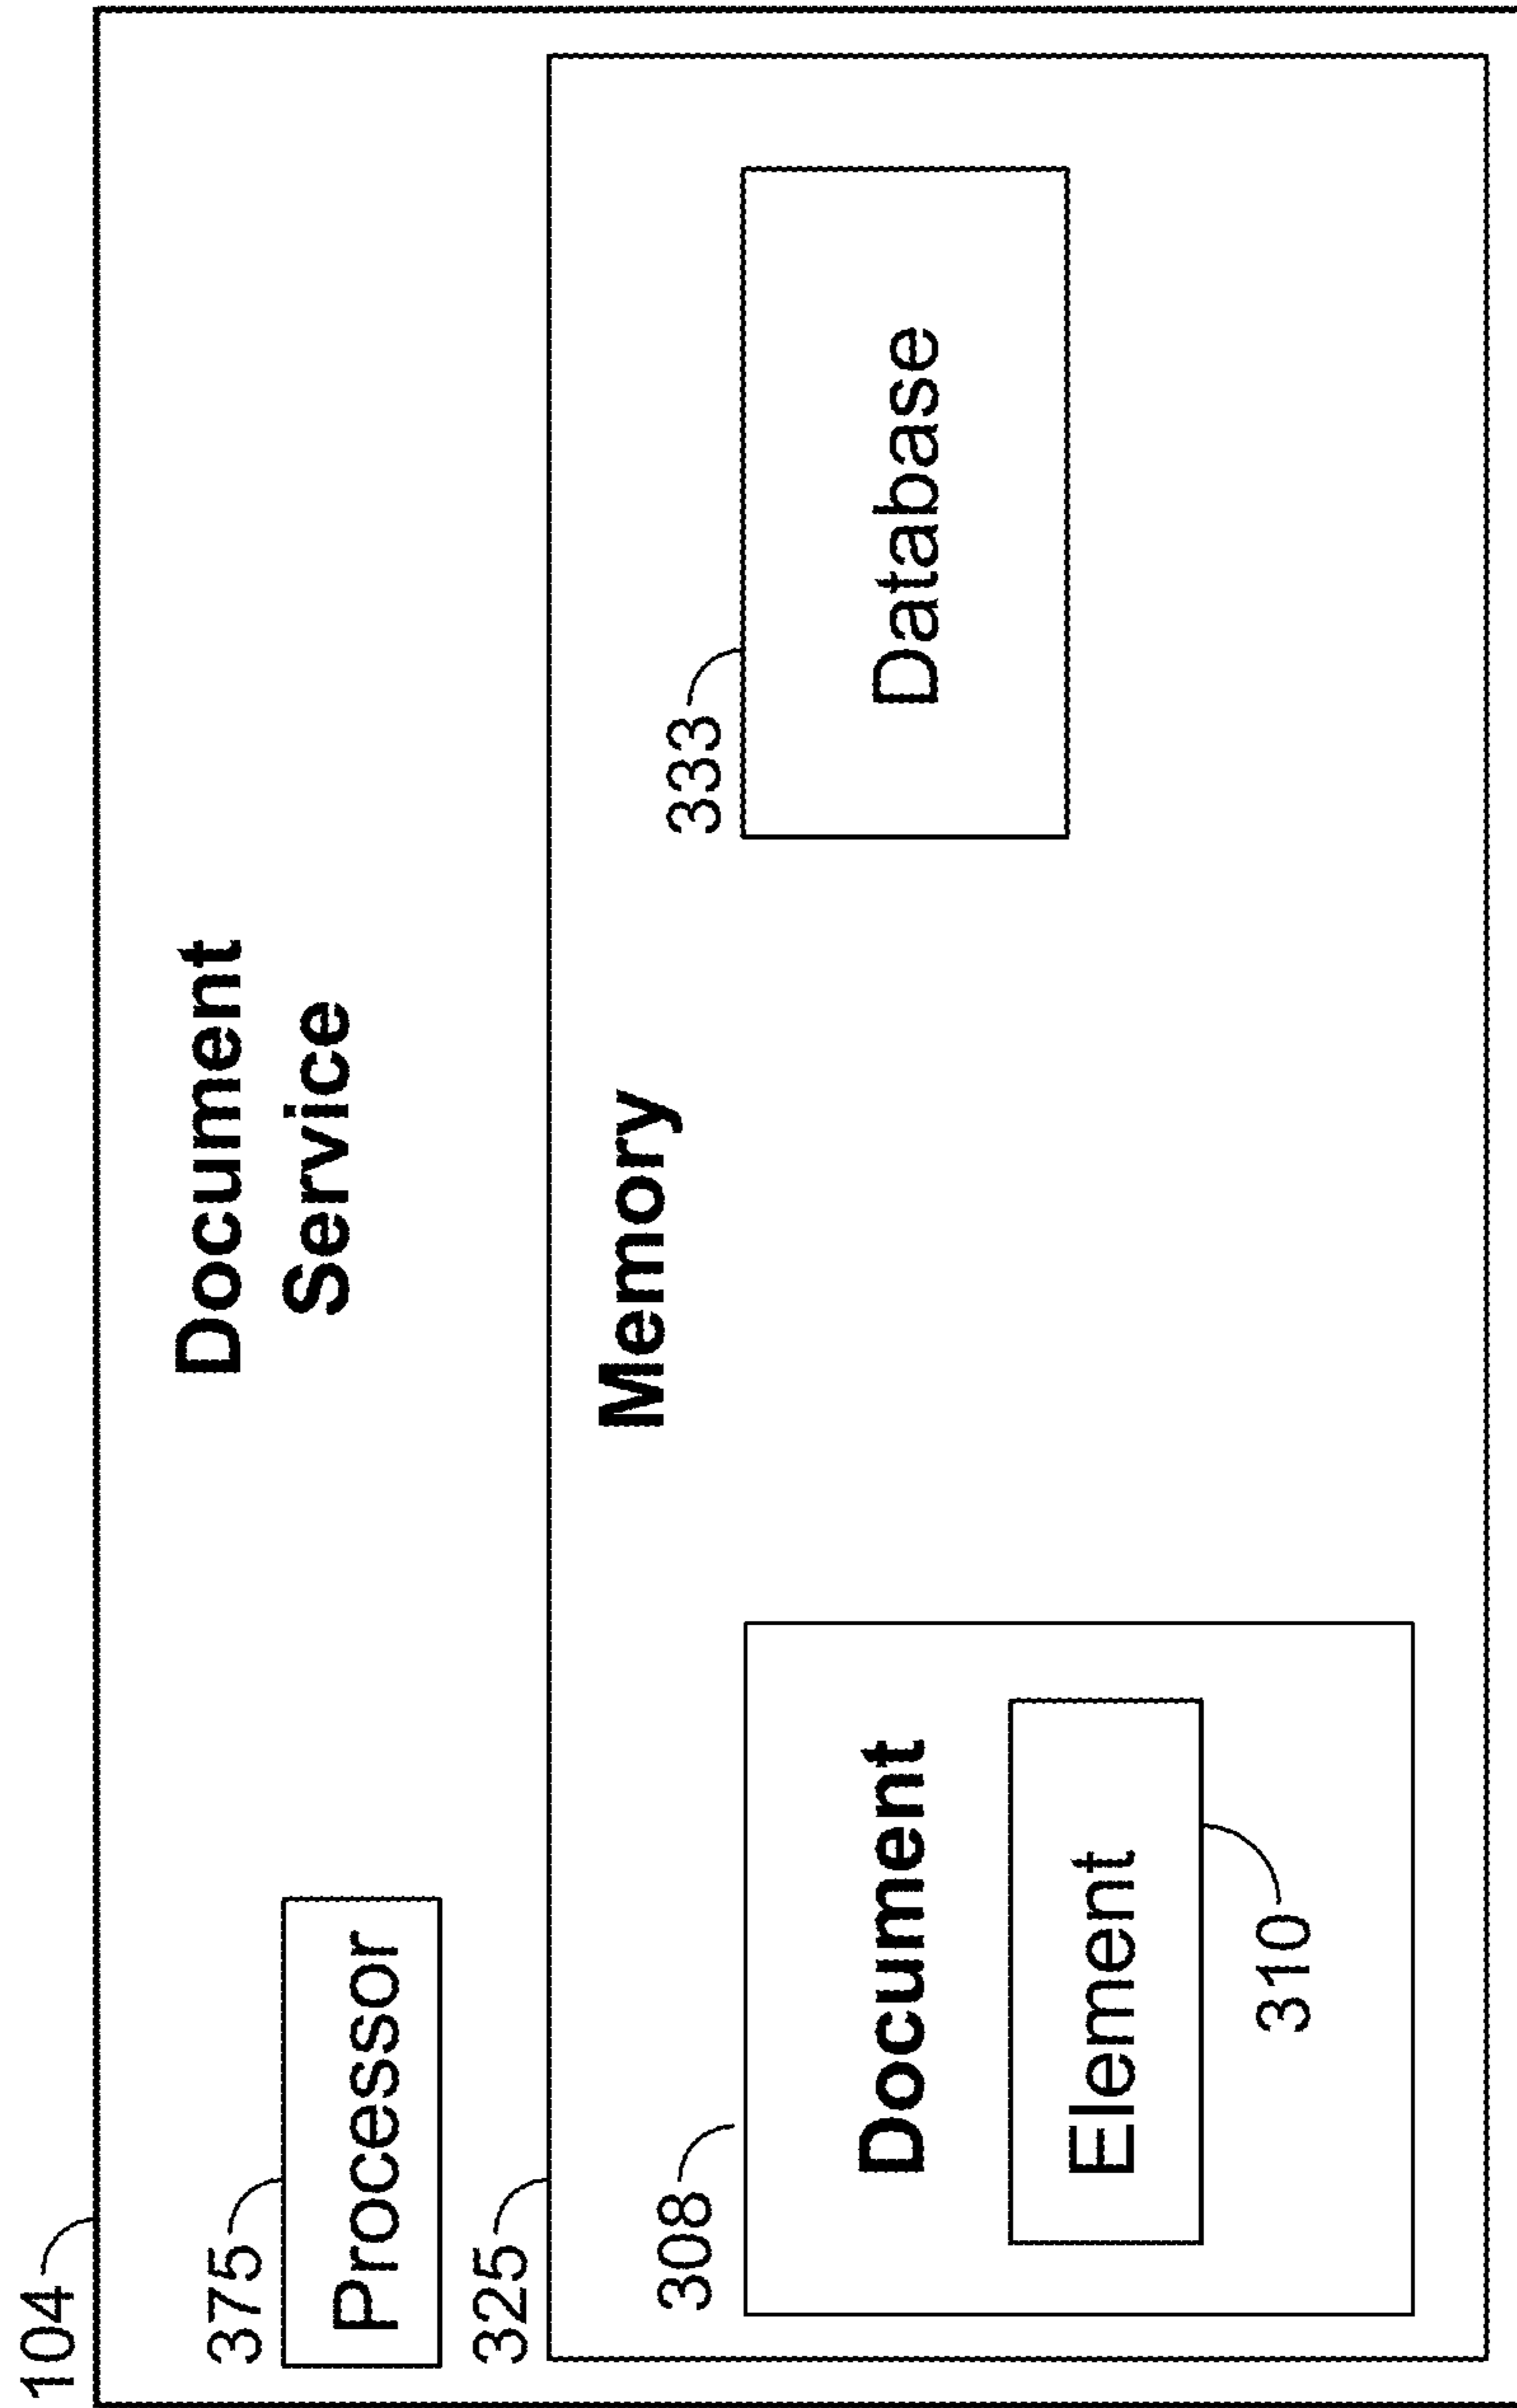 104
Document
Service
375
Processor
325
Memory
308
Document
Element
310
333
Database